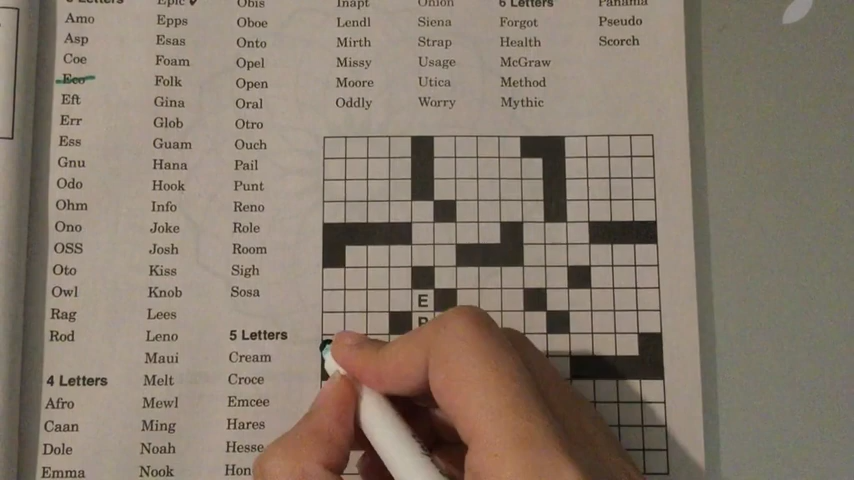 Letters
Amo
Asp
Coe
Eco
Eft
Err
Ess
Gnu
Odo
Ohm
Ono
OSS
Oto
Owl
Rag
Rod
4 Letters
Afro
Caan
Dole
Emma
Epic
Epps
Esas
Foam
Folk
Gina
Glob
Guam
Hana
Hook
Info
Joke
Josh
Kiss
Knob
Lees
Leno
Maui
Melt
Mewl
Ming
Noah
Nook
Obis
Oboe
Onto
Opel
Open
Oral
Otro
Ouch
Pail
Punt
Reno
Role
Room
Sigh
Sosa
5 Letters
Cream
Croce
Emcee
Hares
Hesse
Inapt
Lendl
Mirth
Missy
Moore
Oddly
Onion
Siena
Strap
Usage
Utica
Worry
6 Letters
Forgot
Health
McGraw
Method
Mythic
Panama
Pseudo
Scorch
E